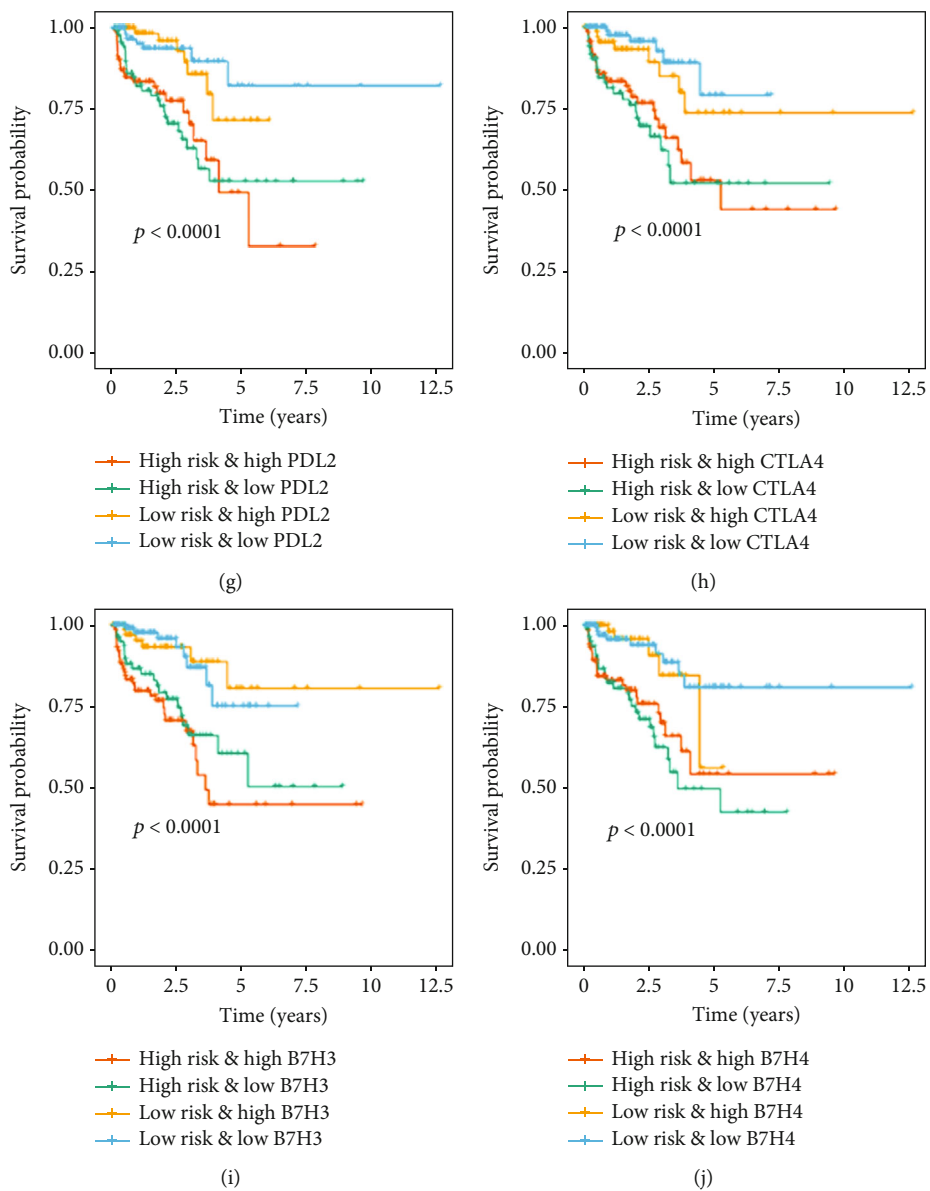 1.00
0.75
0.50
0.25
0.00
Survival probability
p < 0.0001
0 2.5 5 7.5 10 12.5
Time (years)
High risk & high PDL2
High risk & low PDL2
Low risk & high PDL2
Low risk & low PDL2
(g)
1.00
0.75
0.50
0.25
0.00
Survival probability
p < 0.0001
0 2.5 5 7.5 10 12.5
Time (years)
High risk & high CTLA4
High risk & low CTLA4
Low risk & high CTLA4
Low risk & low CTLA4
(h)
1.00
0.75
0.50
0.25
0.00
Survival probability
p < 0.0001
0 2.5 5 7.5 10 12.5
Time (years)
High risk & high B7H3
High risk & low B7H3
Low risk & high B7H3
Low risk & low B7H3
(i)
1.00
0.75
0.50
0.25
0.00
Survival probability
p < 0.0001
0 2.5 5 7.5 10 12.5
Time (years)
High risk & high B7H4
High risk & low B7H4
Low risk & high B7H4
Low risk & low B7H4
(j)